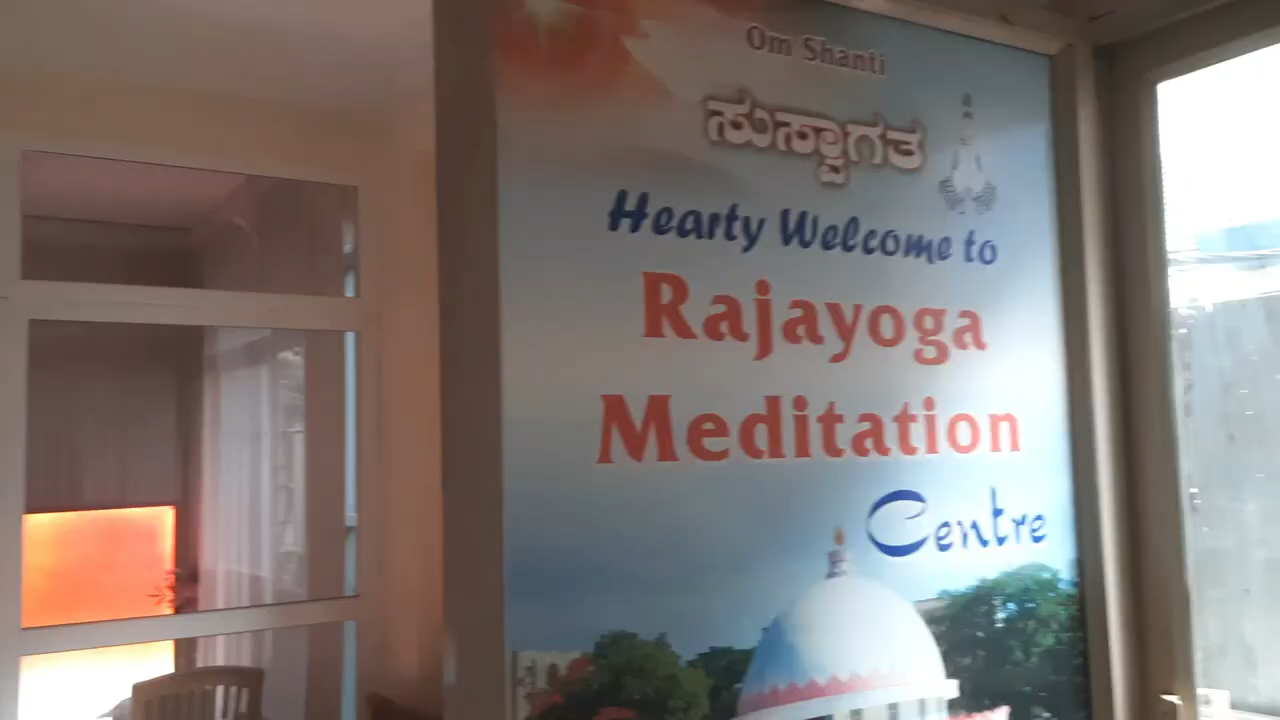 Om Shanti
ಸುಸ್ವಾಗತ
Hearty Welcome to
Rajayoga
Meditation
Centre